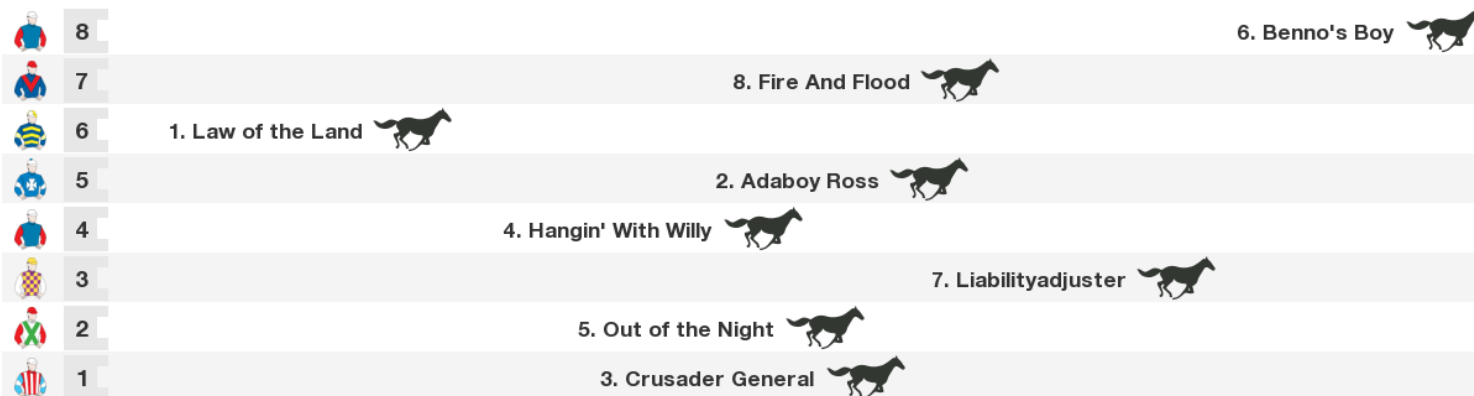 8 6. Benno's Boy
7 8. Fire And Flood
6 1. Law of the Land
5 2. Adaboy Ross
4 4. Hangin' With Willy
3 7. Liabilityadjuster
2 5. Out of the Night
1 3. Crusader General